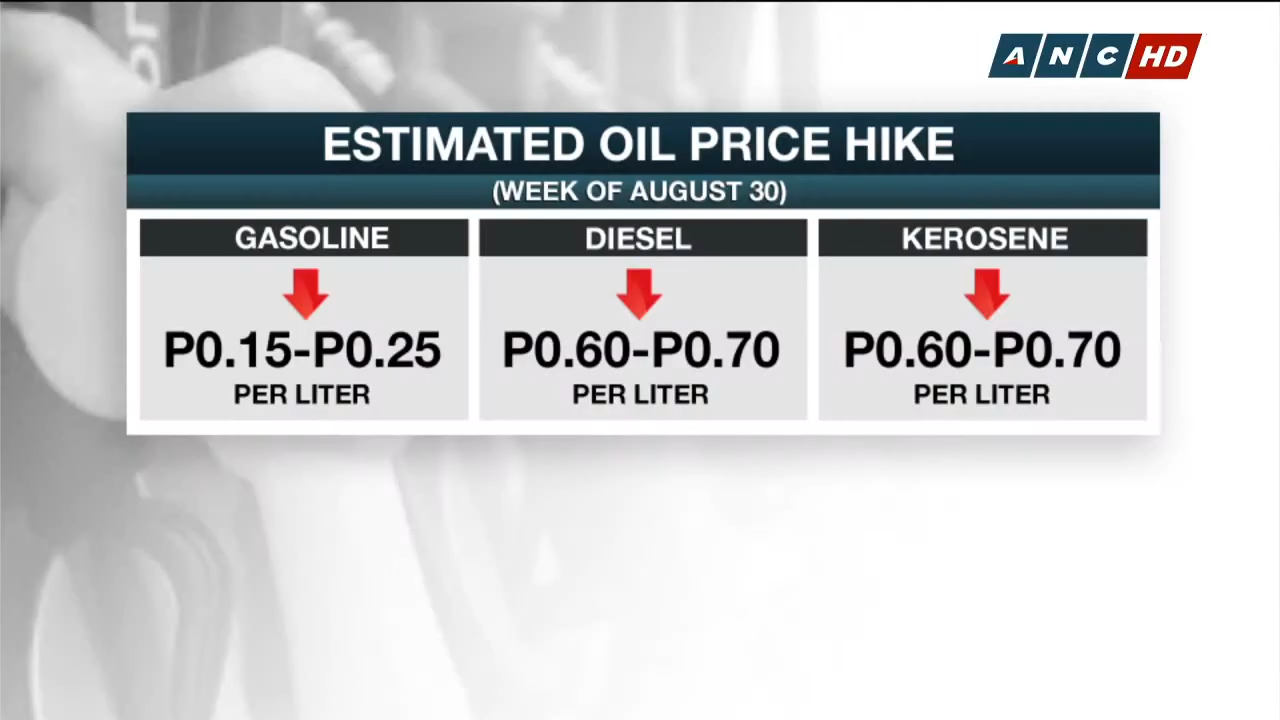 ANC HD
ESTIMATED OIL PRICE HIKE
(WEEK OF AUGUST 30)
GASOLINE
P0.15-P0.25
PER LITER
DIESEL
P0.60-P0.70
PER LITER
KEROSENE
P0.60-P0.70
PER LITER